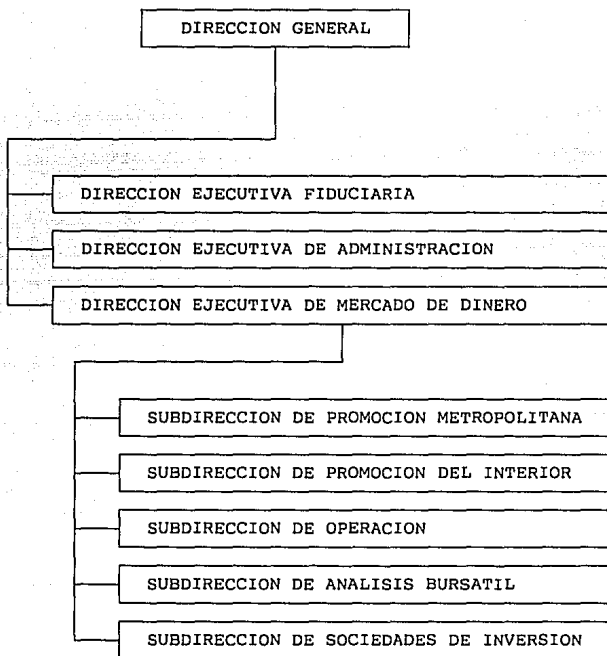 DIRECCION GENERAL
DIRECCION EJECUTIVA FIDUCIARIA
DIRECCION EJECUTIVA DE ADMINISTRACION
DIRECCION EJECUTIVA DE MERCADO DE DINERO
SUBDIRECCION DE PROMOCION METROPOLITANA
SUBDIRECCION DE PROMOCION DEL INTERIOR
SUBDIRECCION DE OPERACION
SUBDIRECCION DE ANALISIS BURSATIL
SUBDIRECCION DE SOCIEDADES DE INVERSION